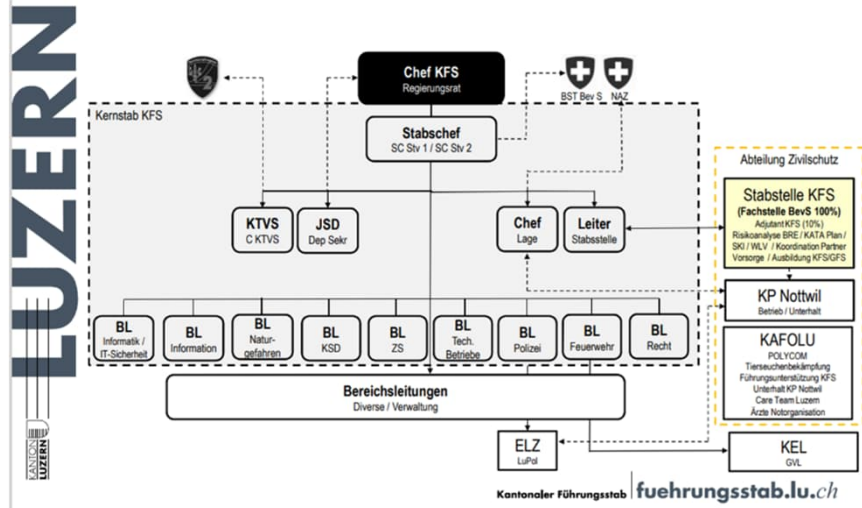 LUZERN
Chef KFS
Regierungsrat
BST Bev S
NAZ
Kernstab KFS
Stabschef
SC Stv 1 / SC Stv 2
Abteilung Zivilschutz
KTVS
C KTVS
JSD
Dep Sekr
Chef
Lage
Leiter
Stabsstelle
Stabstelle KFS
(Fachstelle BevS 100%)
Adjutant KFS (10%)
Risikoanalyse BRE / KATA Plan /
SKI / WLV / Koordination Partner
Vorsorge / Ausbildung KFS/GFS
KP Nottwil
Betrieb / Unterhalt
BL
Informatik /
IT-Sicherheit
BL
Information
BL
Natur-
gefahren
BL
KSD
BL
ZS
BL
Tech.
Betriebe
BL
Polizei
BL
Feuerwehr
BL
Recht
KAFOLU
POLYCOM
Tierseuchenbekämpfung
Führungsunterstützung KFS
Unterhalt KP Nottwil
Care Team Luzern
Ärzte Notorganisation
Bereichsleitungen
Diverse / Verwaltung
ELZ
LuPol
KEL
GVL
KANTON
LUZERN
Kantonaler Führungsstab
fuehrungsstab.lu.ch